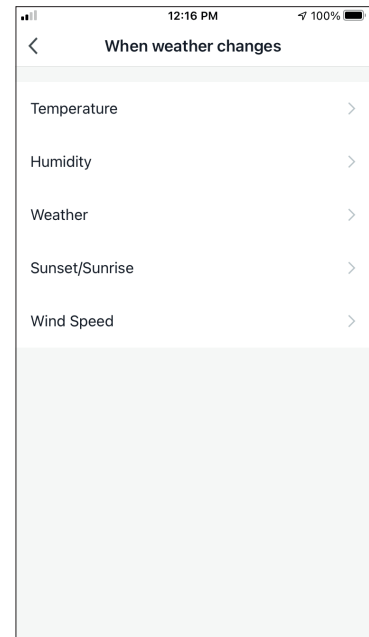 12:16 PM 100%
When weather changes
Temperature
Humidity
Weather
Sunset/Sunrise
Wind Speed